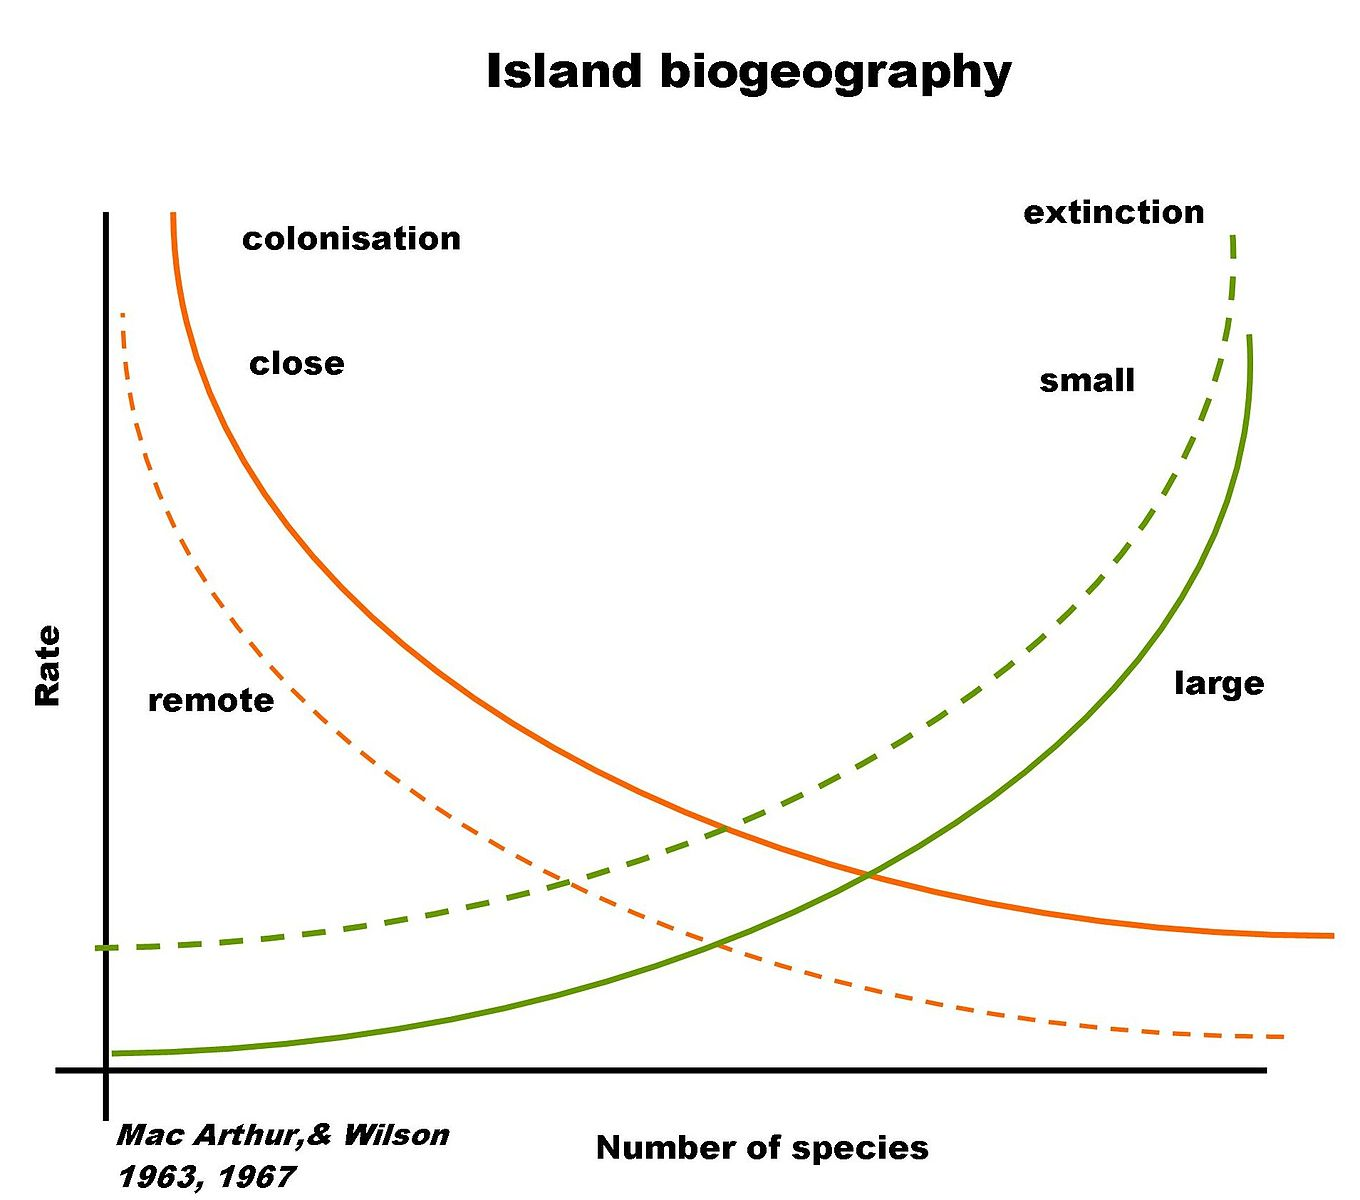 Island biogeography
extinction
colonisation
close
small
Rate
remote
large
Mac Arthur,& Wilson
1963, 1967
Number of species